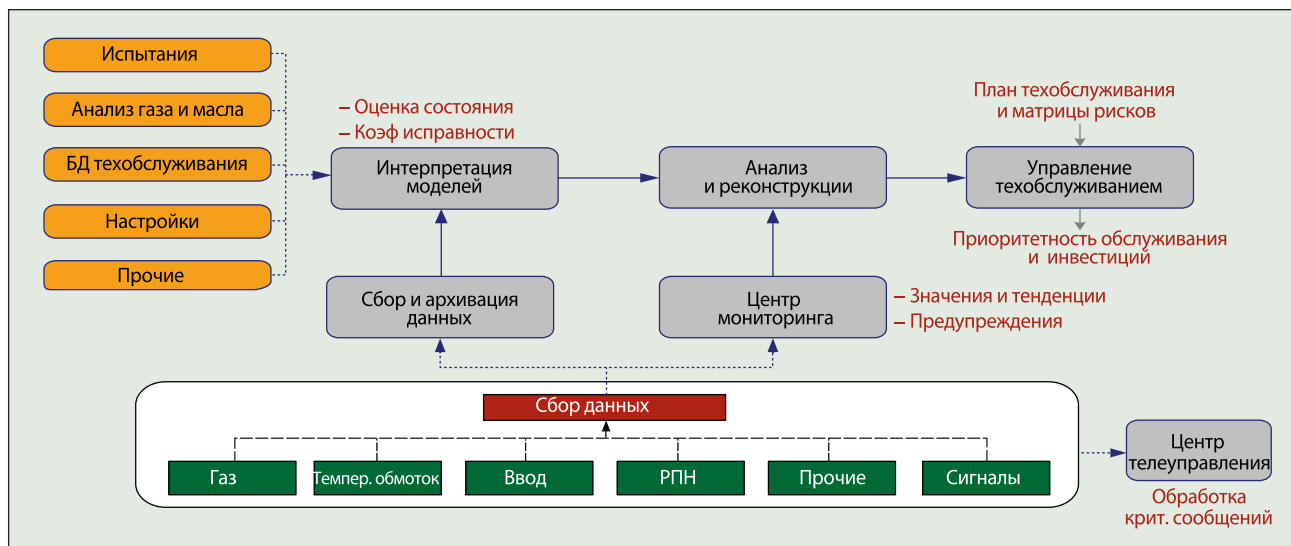 Испытания
Анализ газа и масла
БД техобслуживания
Настройки
Прочие
– Оценка состояния
– Коэф исправности
Интерпретация
моделей
Анализ
и реконструкции
План техобслуживания
и матрицы рисков
Управление
техобслуживанием
Приоритетность обслуживания
и инвестиций
Сбор и архивация
данных
Центр
мониторинга
– Значения и тенденции
– Предупреждения
Сбор данных
Газ
Темпер. обмоток
Ввод
РПН
Прочие
Сигналы
Центр
телеуправления
Обработка
крит. сообщений